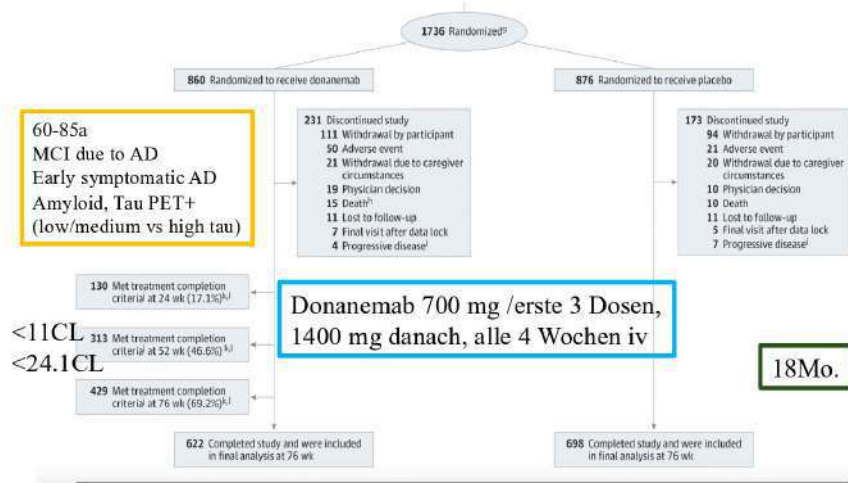 1736 Randomizedᵍ
860 Randomized to receive donanemab
876 Randomized to receive placebo
60-85a
MCI due to AD
Early symptomatic AD
Amyloid, Tau PET+
(low/medium vs high tau)
231 Discontinued study
111 Withdrawal by participant
50 Adverse event
21 Withdrawal due to caregiver
circumstances
19 Physician decision
15 Deathʰ
11 Lost to follow-up
7 Final visit after data lock
4 Progressive diseaseⁱ
173 Discontinued study
94 Withdrawal by participant
21 Adverse event
20 Withdrawal due to caregiver
circumstances
10 Physician decision
10 Death
11 Lost to follow-up
5 Final visit after data lock
7 Progressive diseaseⁱ
130 Met treatment completion
criteria at 24 wk (17.1%)
Donanemab 700 mg /erste 3 Dosen,
1400 mg danach, alle 4 Wochen iv
<11CL
<24.1CL
313 Met treatment completion
criteria at 52 wk (46.6%)
18Mo.
429 Met treatment completion
criteria at 76 wk (69.2%)
622 Completed study and were included
in final analysis at 76 wk
698 Completed study and were included
in final analysis at 76 wk